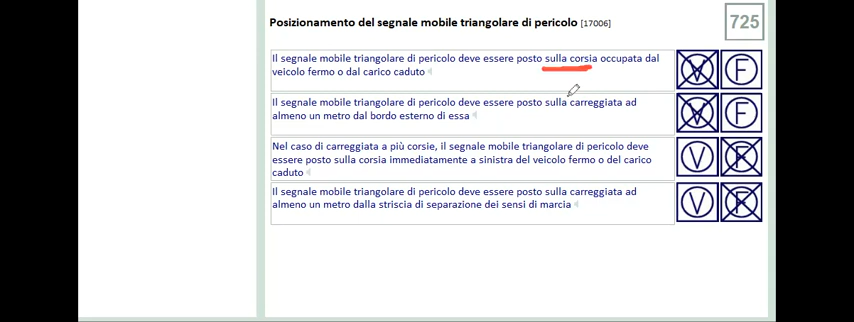 Posizionamento del segnale mobile triangolare di pericolo [17006]
725
Il segnale mobile triangolare di pericolo deve essere posto sulla corsia occupata dal
veicolo fermo o dal carico caduto
V F
Il segnale mobile triangolare di pericolo deve essere posto sulla carreggiata ad
almeno un metro dal bordo esterno di essa
V F
Nel caso di carreggiata a più corsie, il segnale mobile triangolare di pericolo deve
essere posto sulla corsia immediatamente a sinistra del veicolo fermo o del carico
caduto
V F
Il segnale mobile triangolare di pericolo deve essere posto sulla carreggiata ad
almeno un metro dalla striscia di separazione dei sensi di marcia
V F